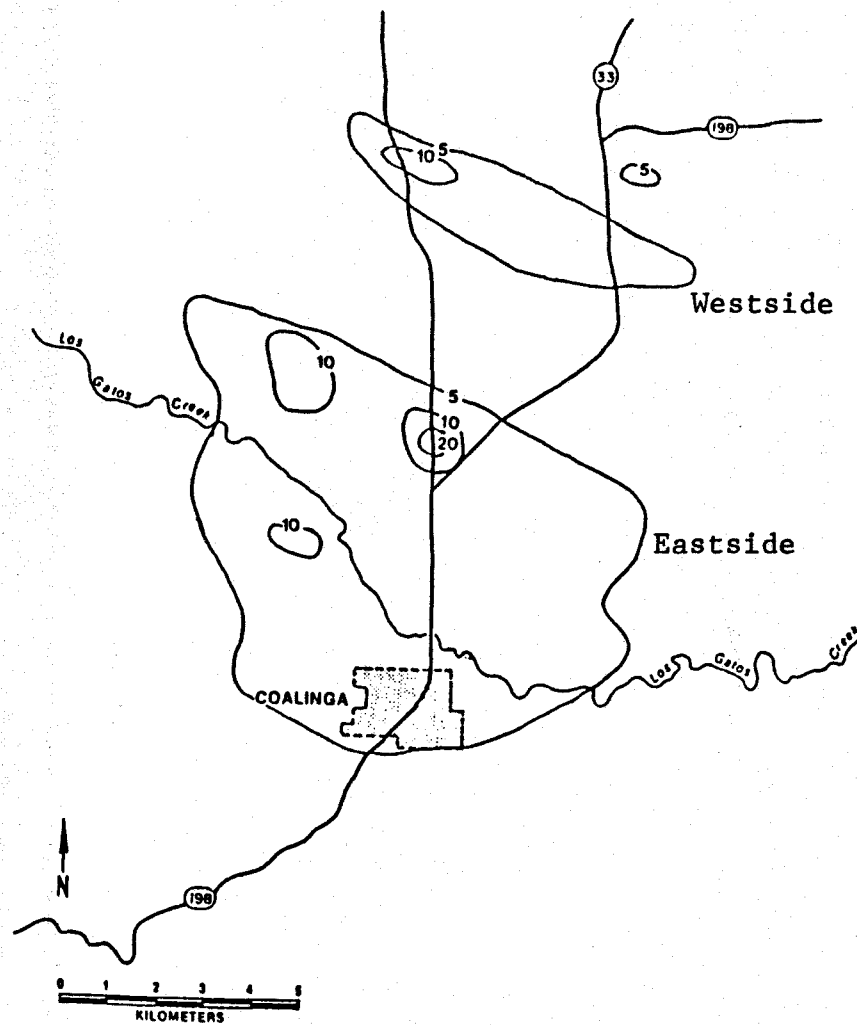 33
198
10 5
5
Westside
Los
Gatos
Creek
10
5
10
20
10
Eastside
Los
Gatos
Creek
COALINGA
N
198
0 1 2 3 4 5
KILOMETERS